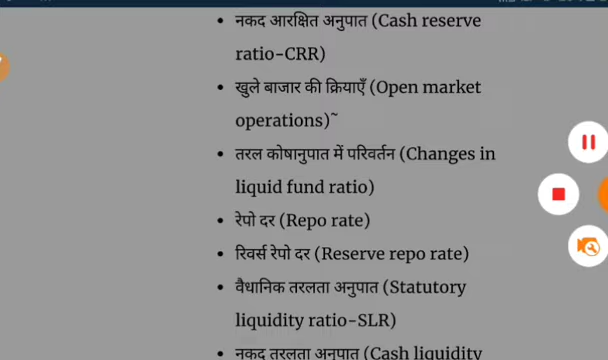 • नकद आरक्षित अनुपात (Cash reserve
ratio-CRR)
• खुले बाजार की क्रियाएँ (Open market
operations)~
• तरल कोषानुपात में परिवर्तन (Changes in
liquid fund ratio)
• रेपो दर (Repo rate)
• रिवर्स रेपो दर (Reserve repo rate)
• वैधानिक तरलता अनुपात (Statutory
liquidity ratio-SLR)
• नकद तरलता अनुपात (Cash liquidity